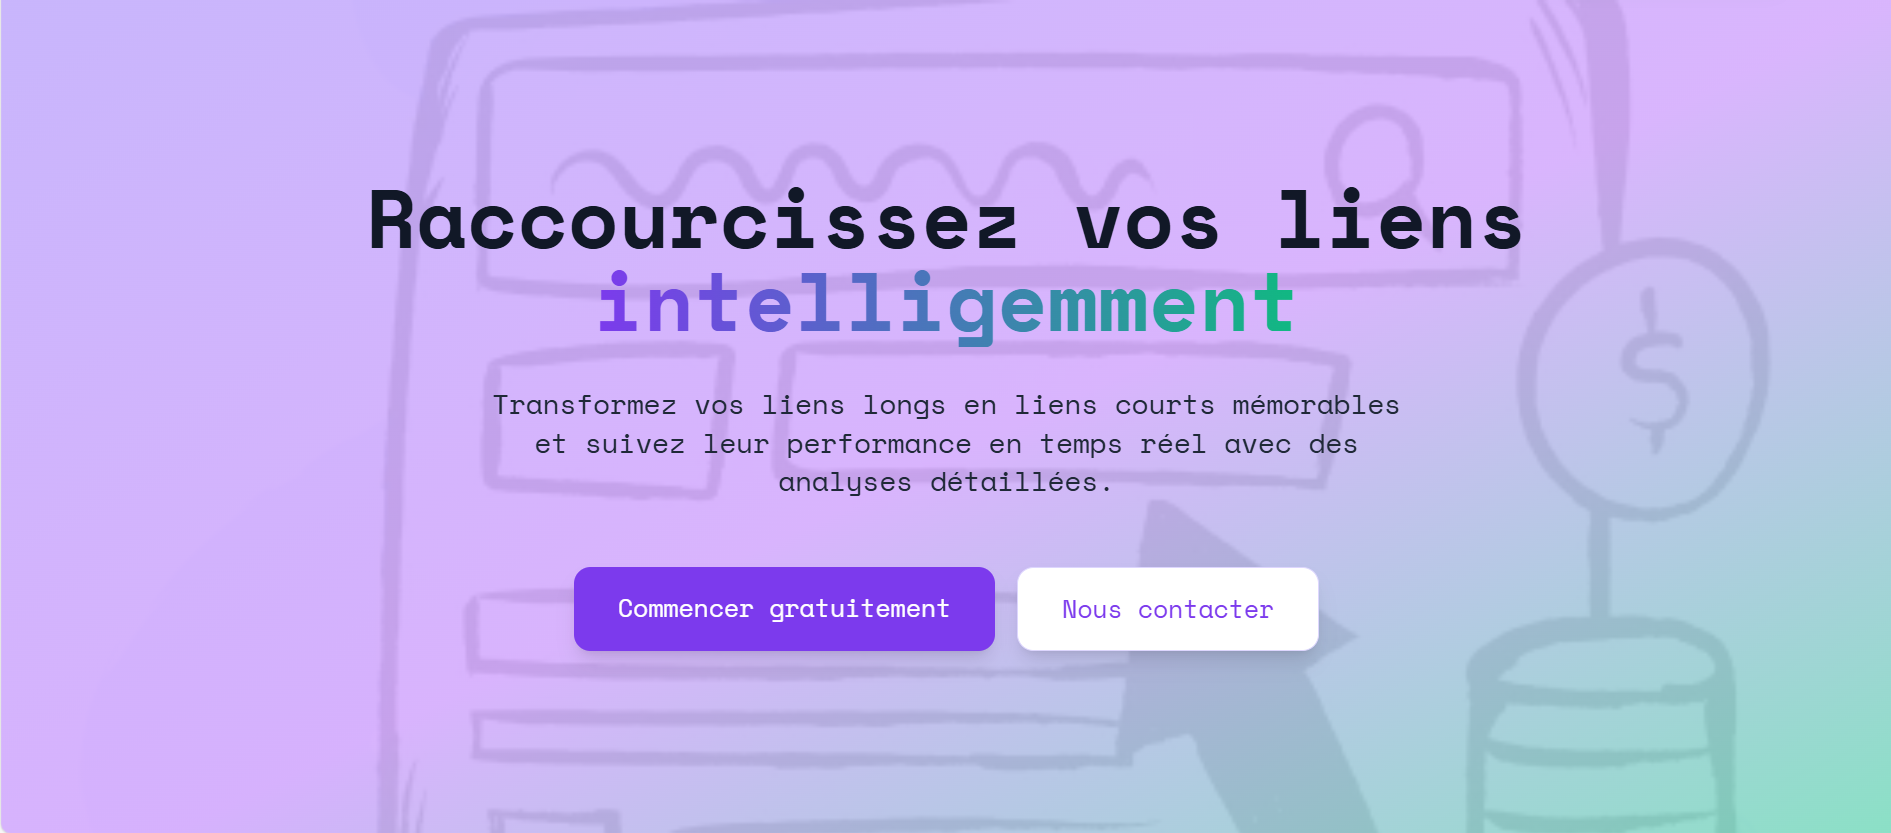 Raccourcissez vos liens
intelligemment
Transformez vos liens longs en liens courts mémorables
et suivez leur performance en temps réel avec des
analyses détaillées.
Commencer gratuitement
Nous contacter
$